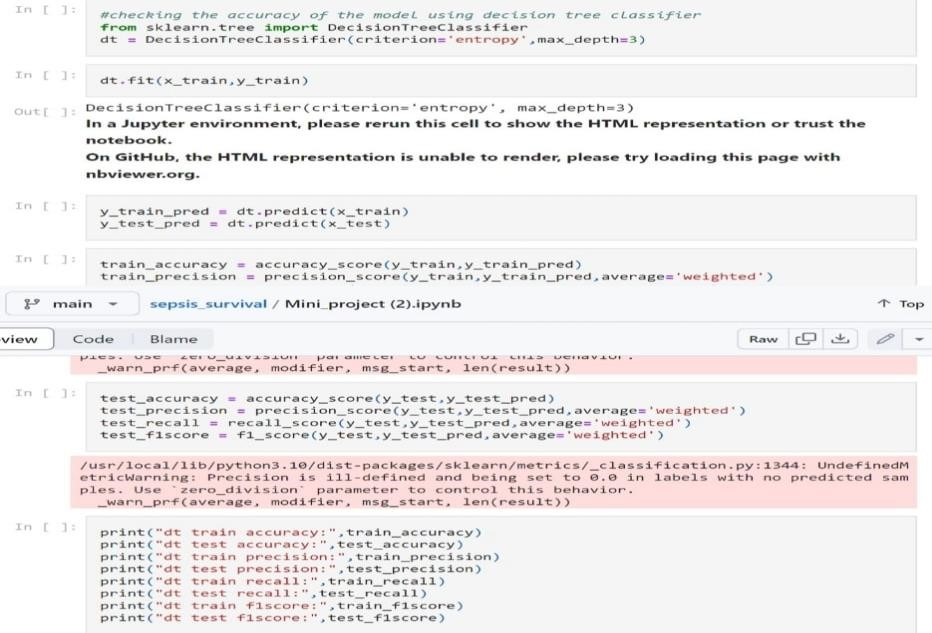 In [ ]:
#checking the accuracy of the model using decision tree classifier
from sklearn.tree import DecisionTreeClassifier
dt = DecisionTreeClassifier(criterion='entropy',max_depth=3)
In [ ]:
dt.fit(x_train,y_train)
Out[ ]:
DecisionTreeClassifier(criterion='entropy', max_depth=3)
In a Jupyter environment, please rerun this cell to show the HTML representation or trust the
notebook.
On GitHub, the HTML representation is unable to render, please try loading this page with
nbviewer.org.
In [ ]:
y_train_pred = dt.predict(x_train)
y_test_pred = dt.predict(x_test)
In [ ]:
train_accuracy = accuracy_score(y_train,y_train_pred)
train_precision = precision_score(y_train,y_train_pred,average='weighted')
main sepsis_survival / Mini_project (2).ipynb Top
view Code Blame Raw
ples. Use `zero_division` parameter to control this behavior.
_warn_prf(average, modifier, msg_start, len(result))
In [ ]:
test_accuracy = accuracy_score(y_test,y_test_pred)
test_precision = precision_score(y_test,y_test_pred,average='weighted')
test_recall = recall_score(y_test,y_test_pred,average='weighted')
test_f1score = f1_score(y_test,y_test_pred,average='weighted')
/usr/local/lib/python3.10/dist-packages/sklearn/metrics/_classification.py:1344: UndefinedM
etricWarning: Precision is ill-defined and being set to 0.0 in labels with no predicted sam
ples. Use `zero_division` parameter to control this behavior.
_warn_prf(average, modifier, msg_start, len(result))
In [ ]:
print("dt train accuracy:",train_accuracy)
print("dt test accuracy:",test_accuracy)
print("dt train precision:",train_precision)
print("dt test precision:",test_precision)
print("dt train recall:",train_recall)
print("dt test recall:",test_recall)
print("dt train f1score:",train_f1score)
print("dt test f1score:",test_f1score)